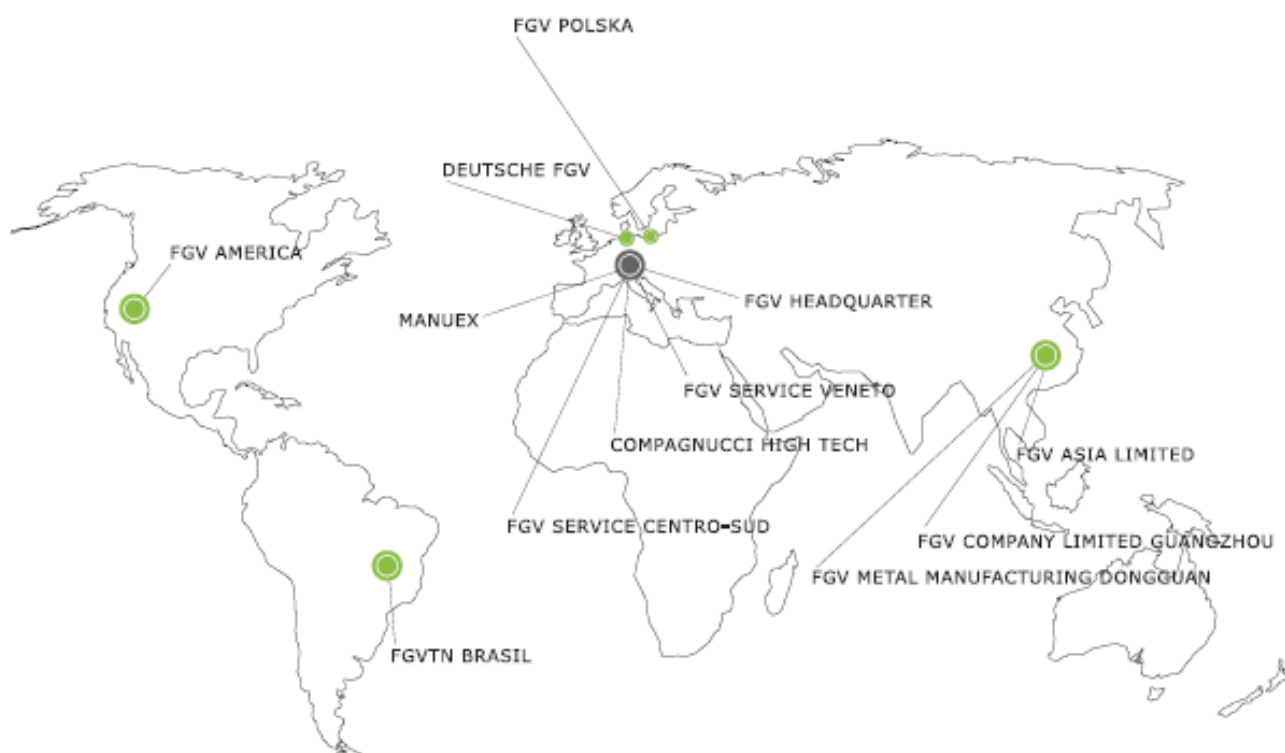 FGV POLSKA
DEUTSCHE FGV
FGV AMERICA
MANUEX
FGV HEADQUARTER
FGV SERVICE VENETO
COMPAGNUCCI HIGH TECH
FGV ASIA LIMITED
FGV SERVICE CENTRO-SUD
FGV COMPANY LIMITED GUANGZHOU
FGV METAL MANUFACTURING DONGGUAN
FGVTN BRASIL